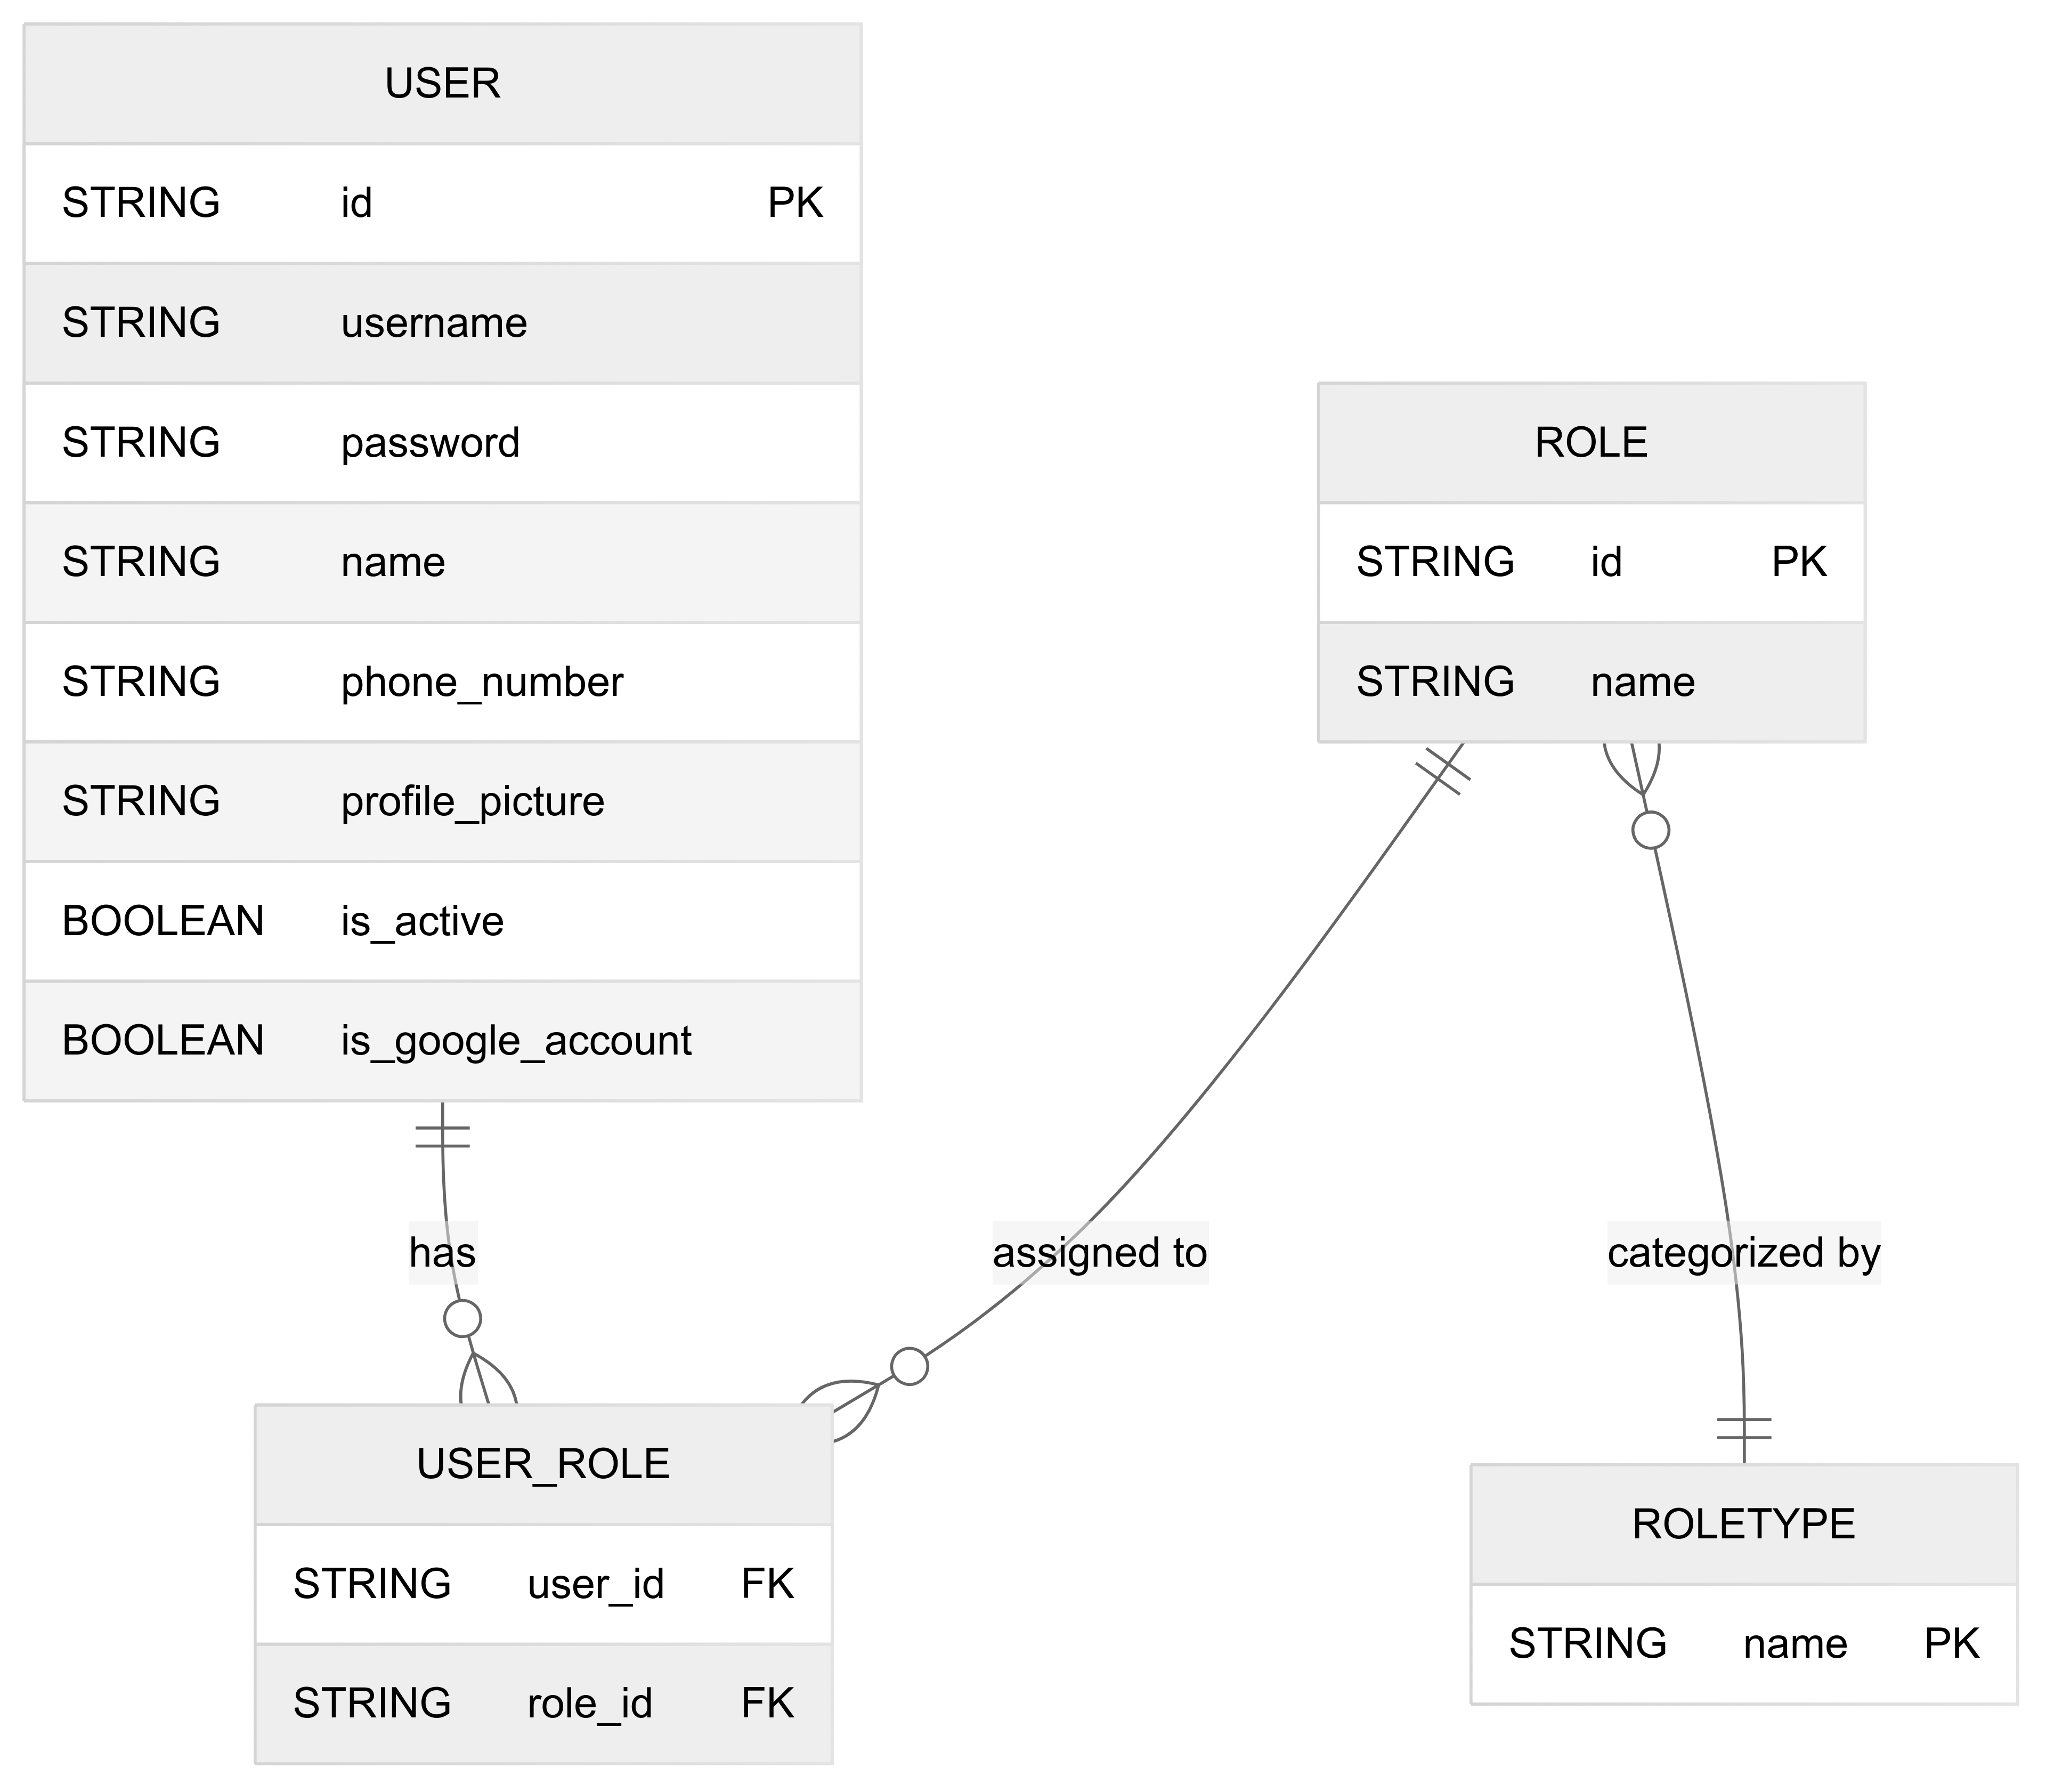 USER
STRING id PK
STRING username
STRING password
STRING name
STRING phone_number
STRING profile_picture
BOOLEAN is_active
BOOLEAN is_google_account
ROLE
STRING id PK
STRING name
has
assigned to
categorized by
USER_ROLE
STRING user_id FK
STRING role_id FK
ROLETYPE
STRING name PK